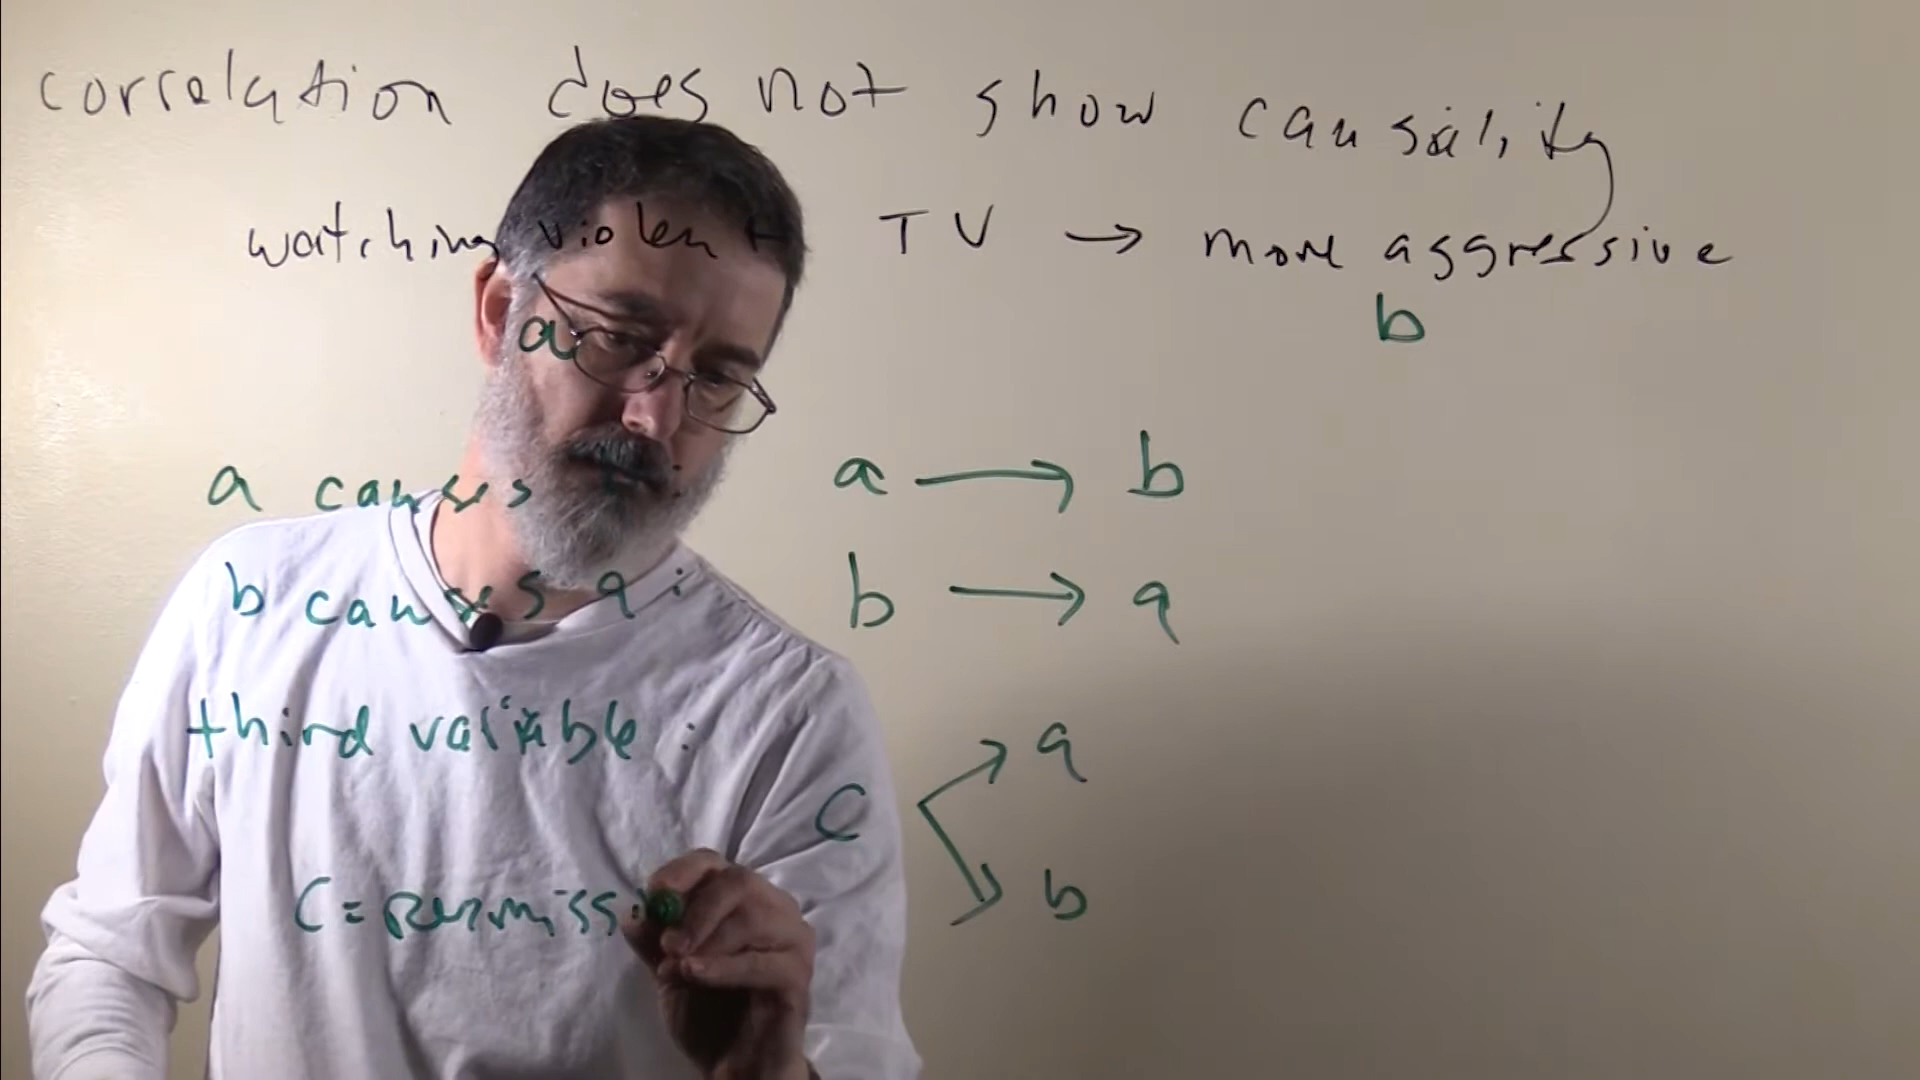 correlation does not show causality
watching violent TV → more aggressive
a b
a causes : a → b
b causes a : b → a
third variable : c a
b
C = permissi